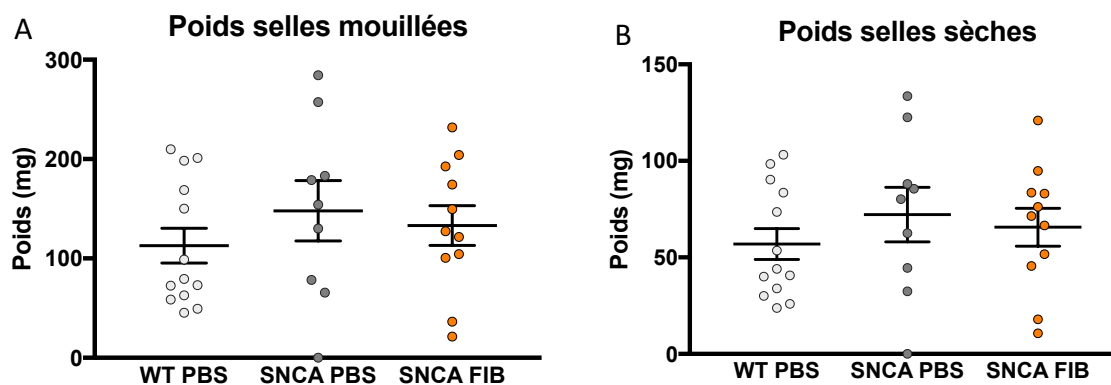 A
Poids selles mouillées
Poids (mg)
300
200
100
0
WT PBS SNCA PBS SNCA FIB
B
Poids selles sèches
Poids (mg)
150
100
50
0
WT PBS SNCA PBS SNCA FIB